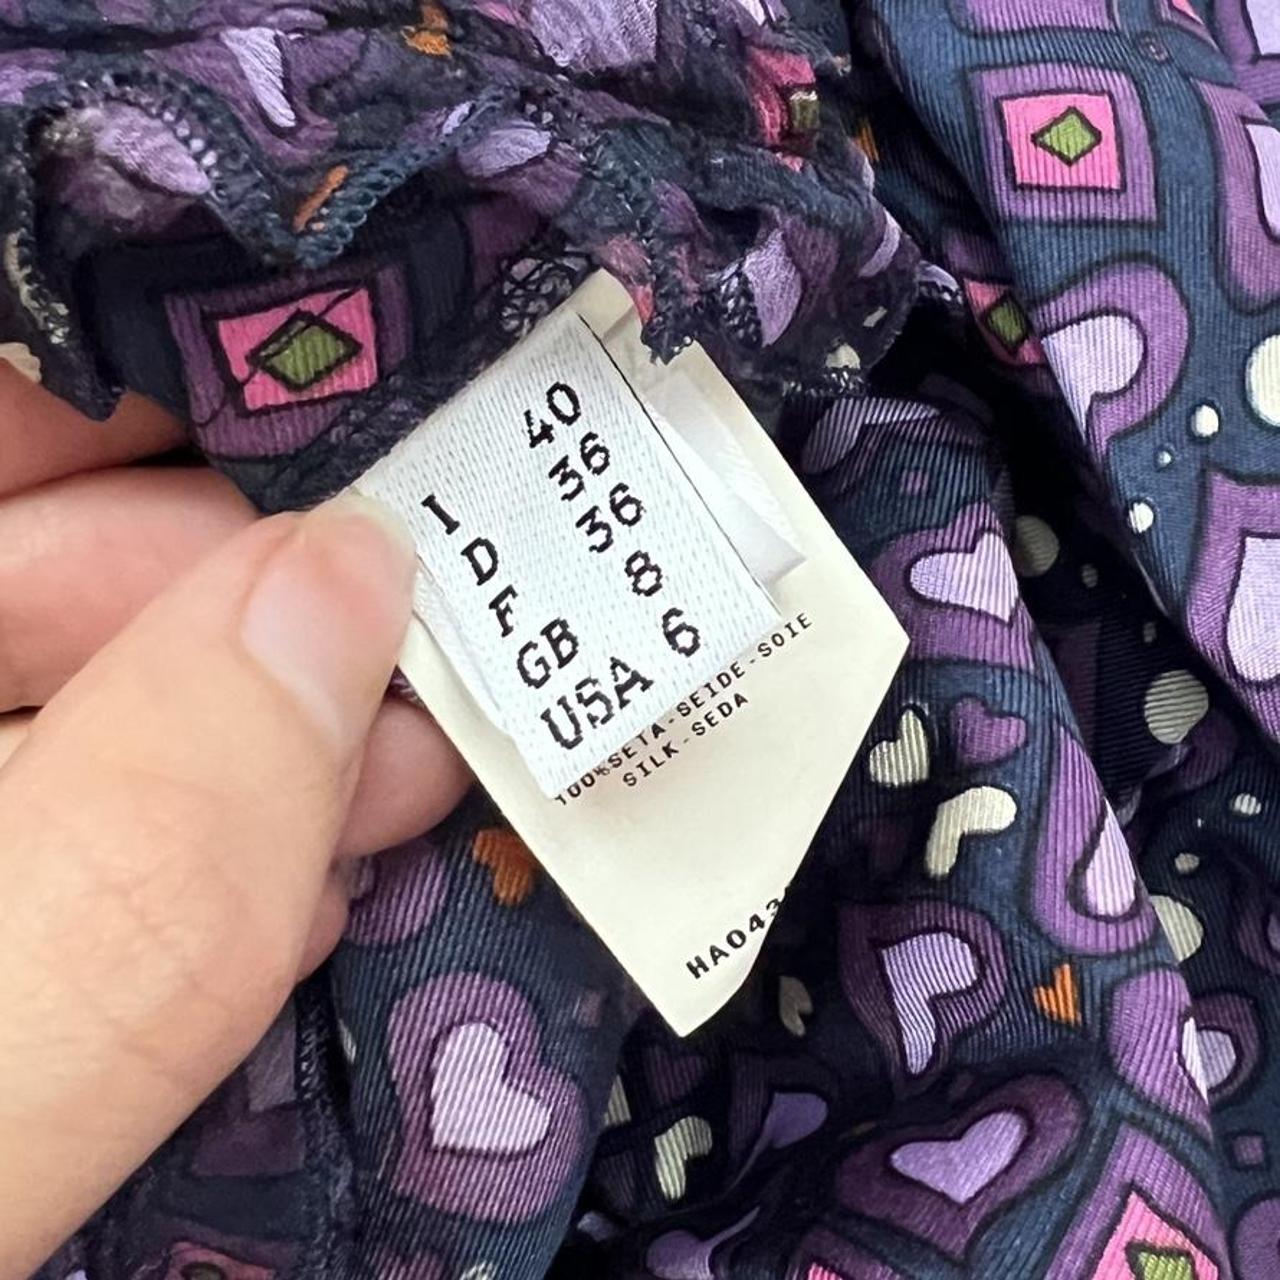 I 40
D 36
F 36
GB 8
USA 6
100%SETA-SEIDE-SOIE
SILK-SEDA
HA043